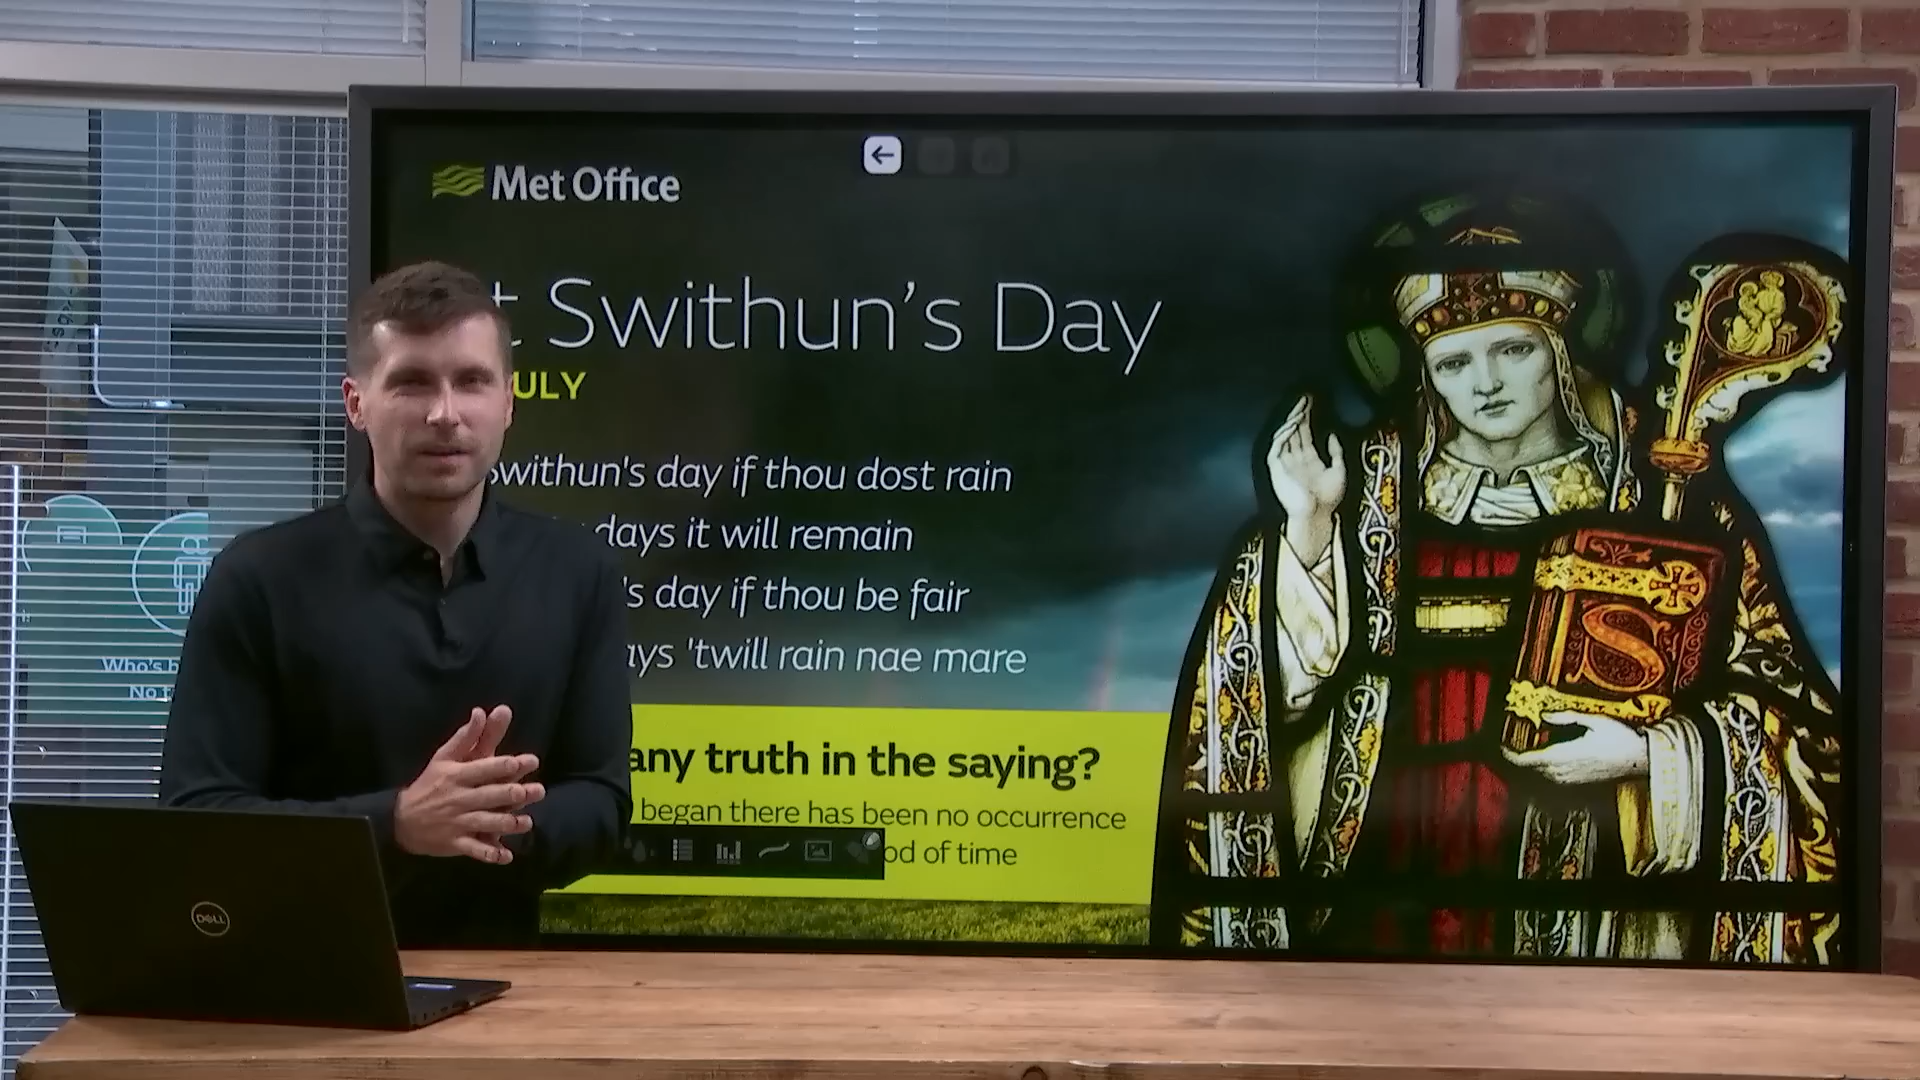 Met Office
t Swithun's Day
ULY
Swithun's day if thou dost rain
days it will remain
's day if thou be fair
ays 'twill rain nae mare
any truth in the saying?
began there has been no occurrence
od of time
Who's b
No t
DELL
S